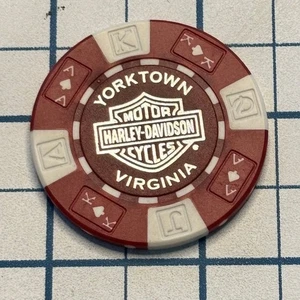 YORKTOWN
MOTOR
HARLEY-DAVIDSON
CYCLES
VIRGINIA
K
K
A
Q
A
K
J
A
K
A